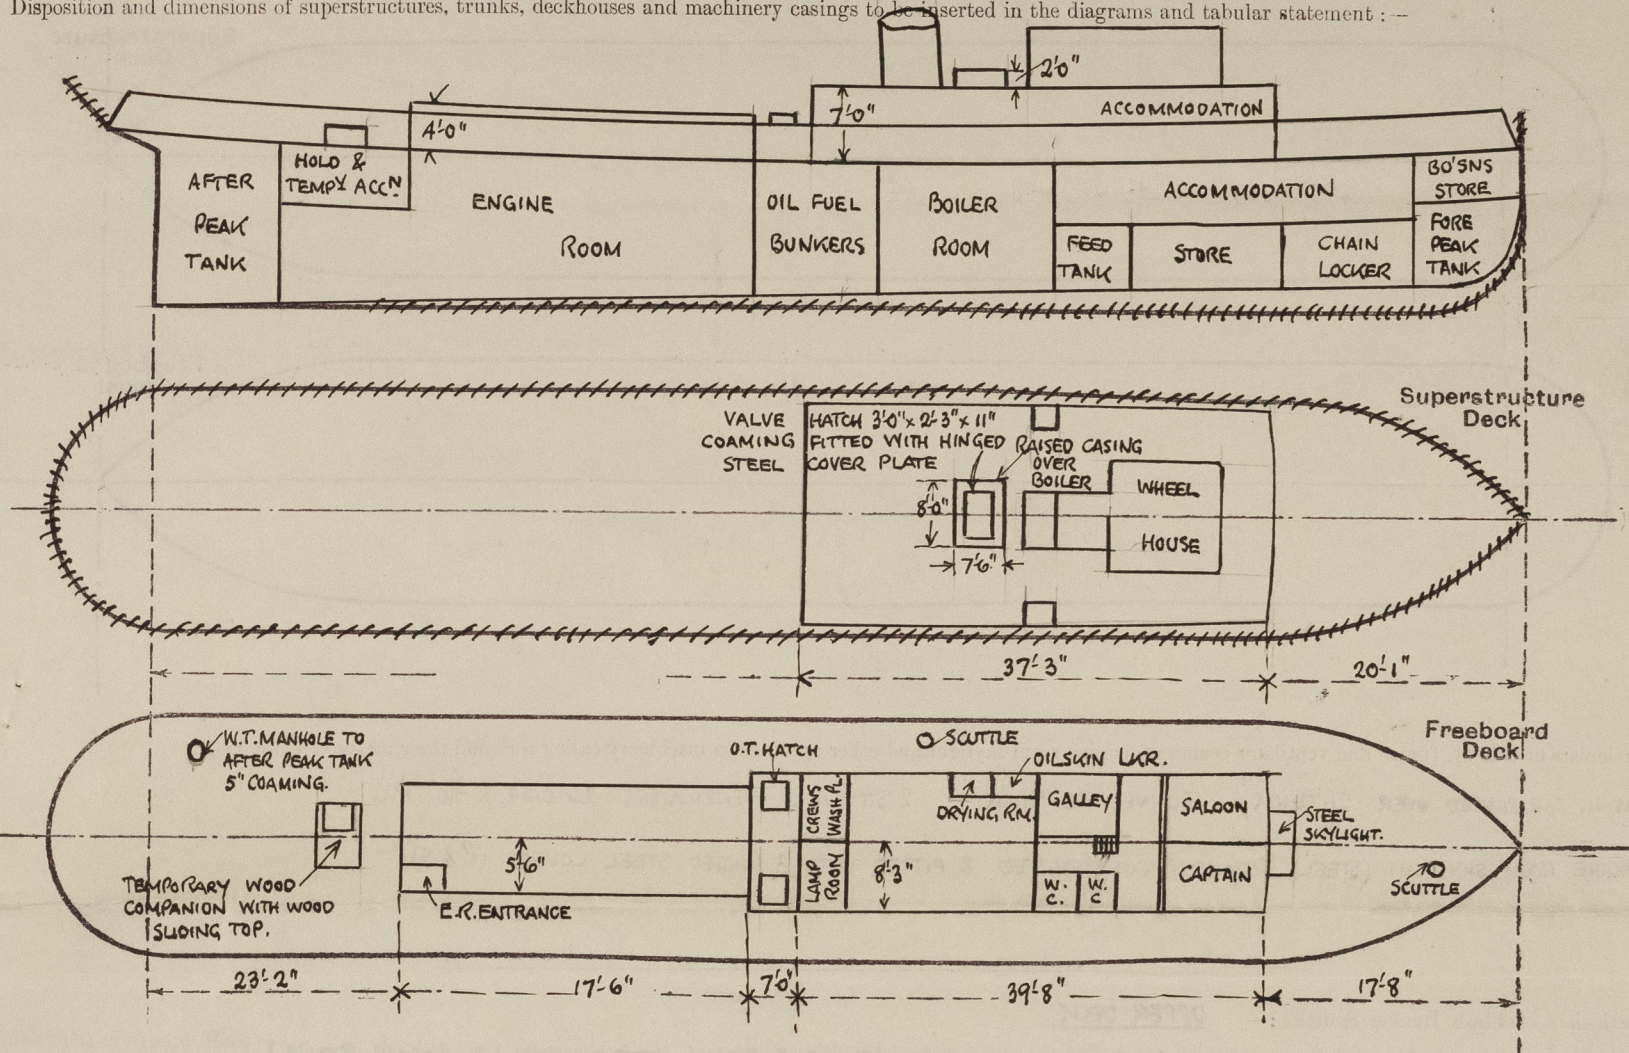 Disposition and dimensions of superstructures, trunks, deckhouses and machinery casings to be inserted in the diagrams and tabular statement :—
2'0"
7'-0"
ACCOMMODATION
4'-0"
HOLD &
TEMPY ACCN
AFTER
PEAK
TANK
ENGINE
ROOM
OIL FUEL
BUNKERS
BOILER
ROOM
ACCOMMODATION
FEED
TANK
STORE
CHAIN
LOCKER
BO'SNS
STORE
FORE
PEAK
TANK
Superstructure
Deck
VALVE
COAMING
STEEL
HATCH 3'-0" x 2'-3" x 11"
FITTED WITH HINGED
COVER PLATE
RAISED CASING
OVER
BOILER
WHEEL
HOUSE
8'-0"
7'-6"
37'-3"
20'-1"
Freeboard
Deck
W.T. MANHOLE TO
AFTER PEAK TANK
5" COAMING.
O.T. HATCH
SCUTTLE
OILSKIN LKR.
CREWS
WASH PL.
DRYING RM.
GALLEY
SALOON
STEEL
SKYLIGHT.
5'-6"
LAMP
ROOM
8'-3"
W.
C.
W.
C
CAPTAIN
SCUTTLE
TEMPORARY WOOD
COMPANION WITH WOOD
SLIDING TOP.
E.R. ENTRANCE
23'-2"
17'-6"
7'-0"
39'-8"
17'-8"